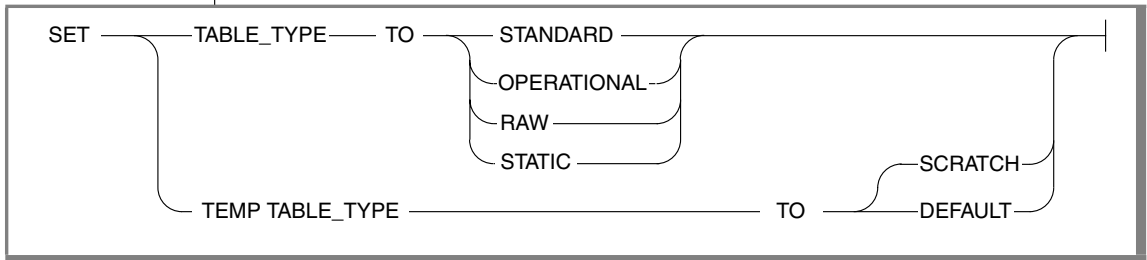 SET TABLE_TYPE TO STANDARD
OPERATIONAL
RAW
STATIC
SCRATCH
TEMP TABLE_TYPE TO DEFAULT